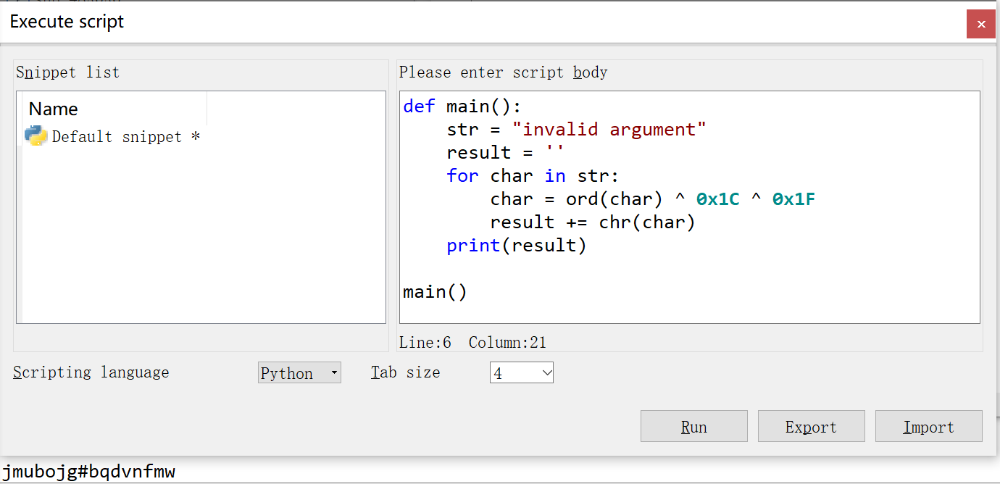 Execute script
Snippet list
Name
Default snippet *
Please enter script body
def main():
    str = "invalid argument"
    result = ''
    for char in str:
        char = ord(char) ^ 0x1C ^ 0x1F
        result += chr(char)
    print(result)
main()
Line:6  Column:21
Scripting language
Python
Tab size
4
Run
Export
Import
jmubojg#bqdvnfmw